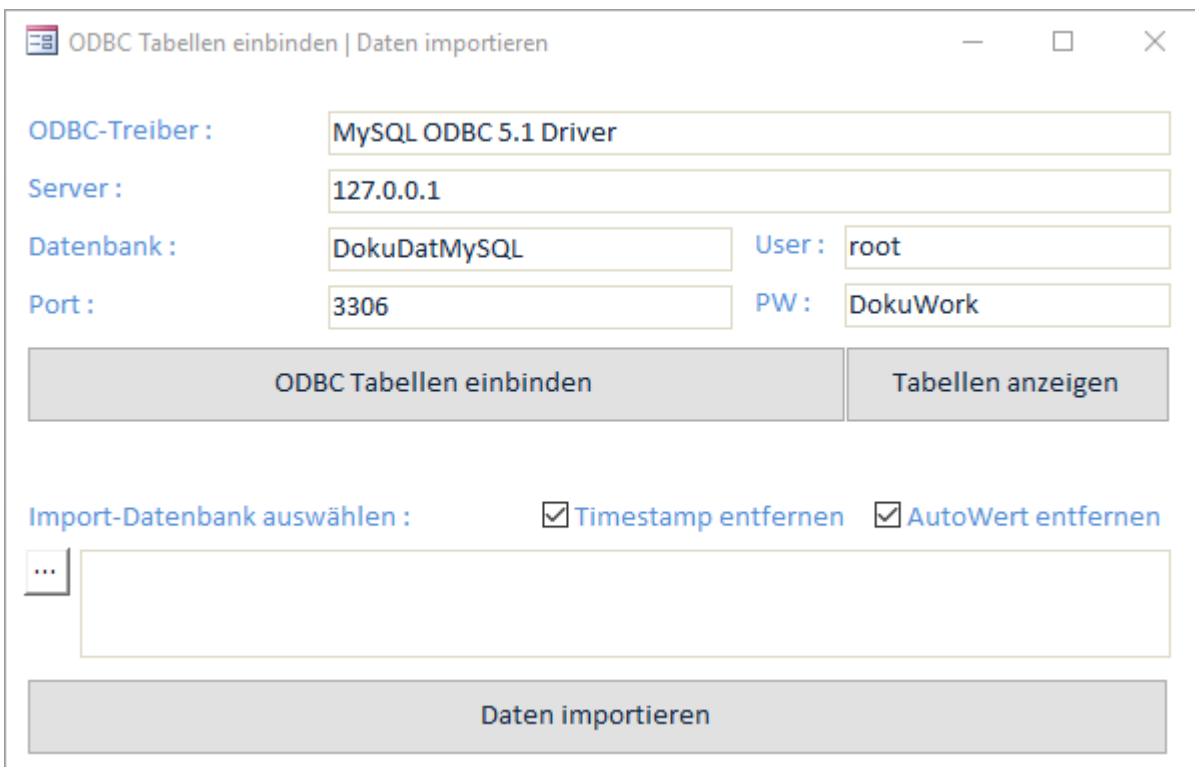 ODBC Tabellen einbinden | Daten importieren
ODBC-Treiber : MySQL ODBC 5.1 Driver
Server : 127.0.0.1
Datenbank : DokuDatMySQL User : root
Port : 3306 PW : DokuWork
ODBC Tabellen einbinden Tabellen anzeigen
Import-Datenbank auswählen : Timestamp entfernen AutoWert entfernen
...
Daten importieren